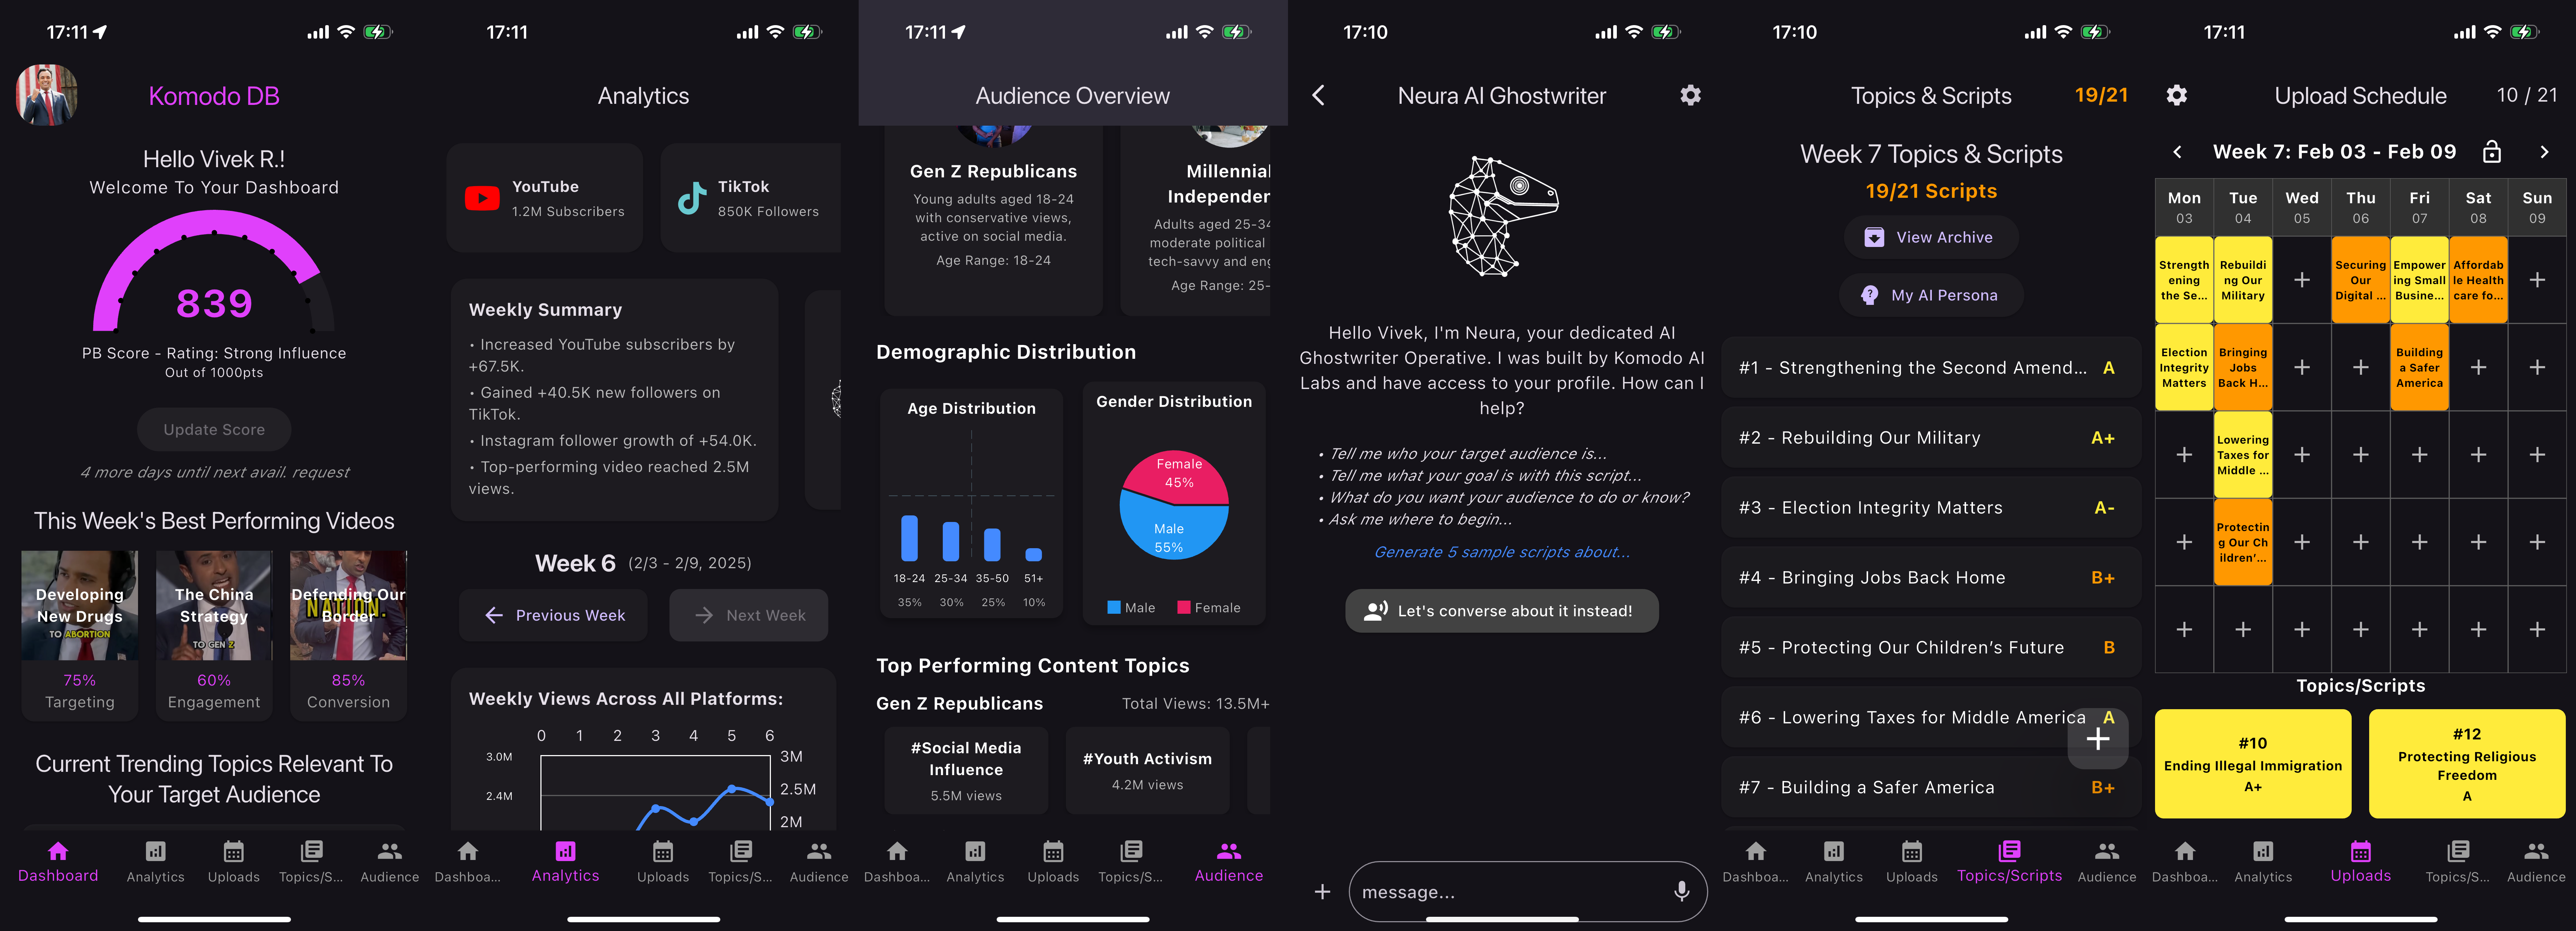 17:11
Komodo DB
Hello Vivek R.!
Welcome To Your Dashboard
839
PB Score - Rating: Strong Influence
Out of 1000pts
Update Score
4 more days until next avail. request
This Week's Best Performing Videos
Developing
New Drugs
TO ABORTION
75%
Targeting
The China
Strategy
TO GEN Z
60%
Engagement
Defending Our
Border
NATION.
85%
Conversion
Current Trending Topics Relevant To
Your Target Audience
Dashboard
Analytics
Uploads
Topics/S...
Audience
17:11
Analytics
YouTube
1.2M Subscribers
TikTok
850K Followers
Weekly Summary
• Increased YouTube subscribers by
+67.5K.
• Gained +40.5K new followers on
TikTok.
• Instagram follower growth of +54.0K.
• Top-performing video reached 2.5M
views.
Week 6 (2/3 - 2/9, 2025)
Previous Week
Next Week
Weekly Views Across All Platforms:
0 1 2 3 4 5 6
3.0M
3M
2.5M
2.4M
2M
Dashboa...
Analytics
Uploads
Topics/S...
Audience
17:11
Audience Overview
Gen Z Republicans
Young adults aged 18-24
with conservative views,
active on social media.
Age Range: 18-24
Millennial
Independen
Adults aged 25-34
moderate political
tech-savvy and eng
Age Range: 25-
Demographic Distribution
Age Distribution
18-24 25-34 35-50 51+
35% 30% 25% 10%
Gender Distribution
Female
45%
Male
55%
Male Female
Top Performing Content Topics
Gen Z Republicans Total Views: 13.5M+
#Social Media
Influence
5.5M views
#Youth Activism
4.2M views
Dashboa...
Analytics
Uploads
Topics/S...
Audience
17:10
Neura AI Ghostwriter
Hello Vivek, I'm Neura, your dedicated AI
Ghostwriter Operative. I was built by Komodo AI
Labs and have access to your profile. How can I
help?
• Tell me who your target audience is...
• Tell me what your goal is with this script...
• What do you want your audience to do or know?
• Ask me where to begin...
Generate 5 sample scripts about...
Let's converse about it instead!
message...
17:10
Topics & Scripts 19/21
Week 7 Topics & Scripts
19/21 Scripts
View Archive
My AI Persona
#1 - Strengthening the Second Amend... A
#2 - Rebuilding Our Military A+
#3 - Election Integrity Matters A-
#4 - Bringing Jobs Back Home B+
#5 - Protecting Our Children’s Future B
#6 - Lowering Taxes for Middle America A
#7 - Building a Safer America B+
Dashboa...
Analytics
Uploads
Topics/Scripts
Audience
17:11
Upload Schedule 10 / 21
Week 7: Feb 03 - Feb 09
Mon Tue Wed Thu Fri Sat Sun
03 04 05 06 07 08 09
Strength
ening
the Se...
Rebuildi
ng Our
Military
Securing
Our
Digital ...
Empower
ing Small
Busine...
Affordab
le Health
care fo...
Election
Integrity
Matters
Bringing
Jobs
Back H...
Building
a Safer
America
Lowering
Taxes for
Middle ...
Protectin
g Our Ch
ildren’...
Topics/Scripts
#10
Ending Illegal Immigration
A+
#12
Protecting Religious
Freedom
A
Dashboa...
Analytics
Uploads
Topics/S...
Audience